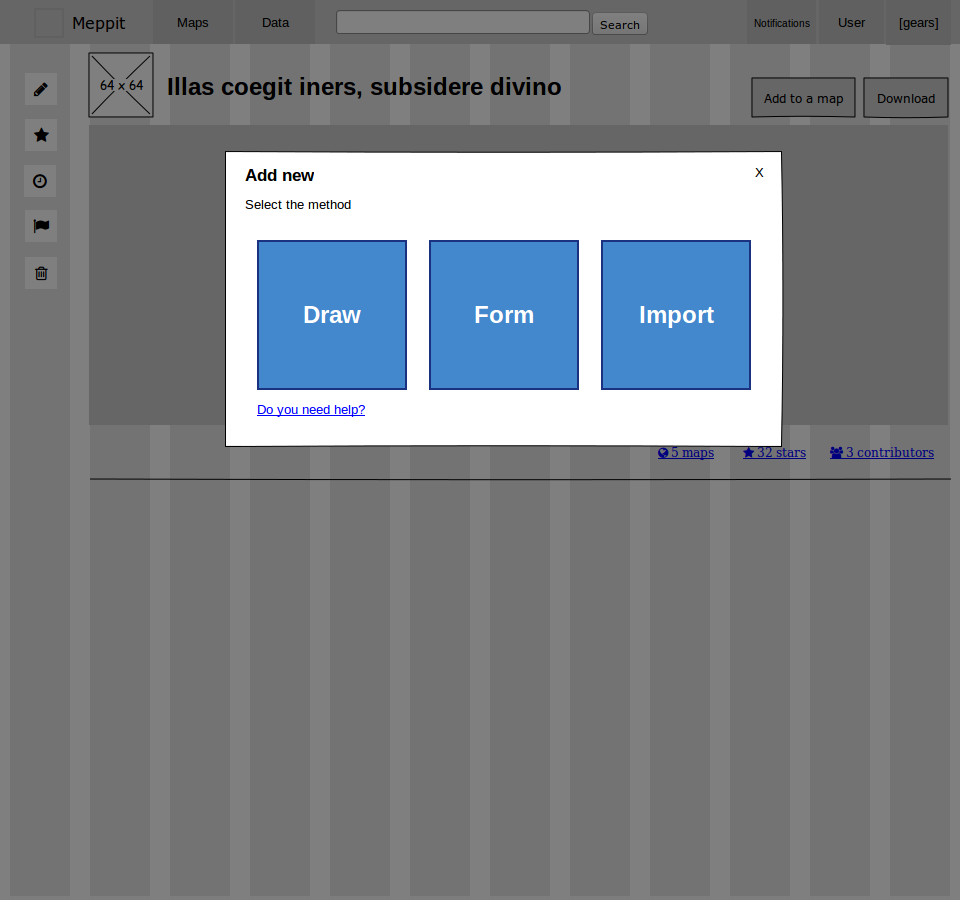 Meppit
Maps
Data
Search
Notifications
User
[gears]
64 x 64
Illas coegit iners, subsidere divino
Add to a map
Download
Add new
X
Select the method
Draw
Form
Import
Do you need help?
5 maps
32 stars
3 contributors